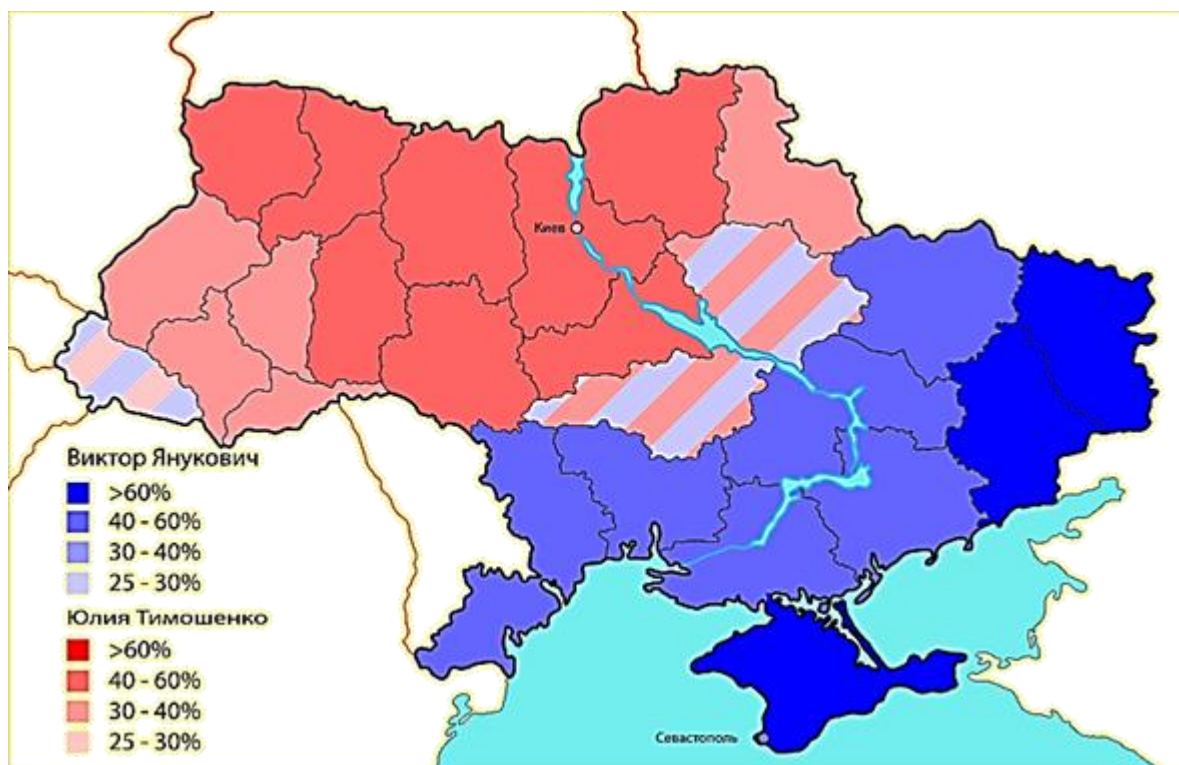 Киев
Виктор Янукович
>60%
40 - 60%
30 - 40%
25 - 30%
Юлия Тимошенко
>60%
40 - 60%
30 - 40%
25 - 30%
Севастополь